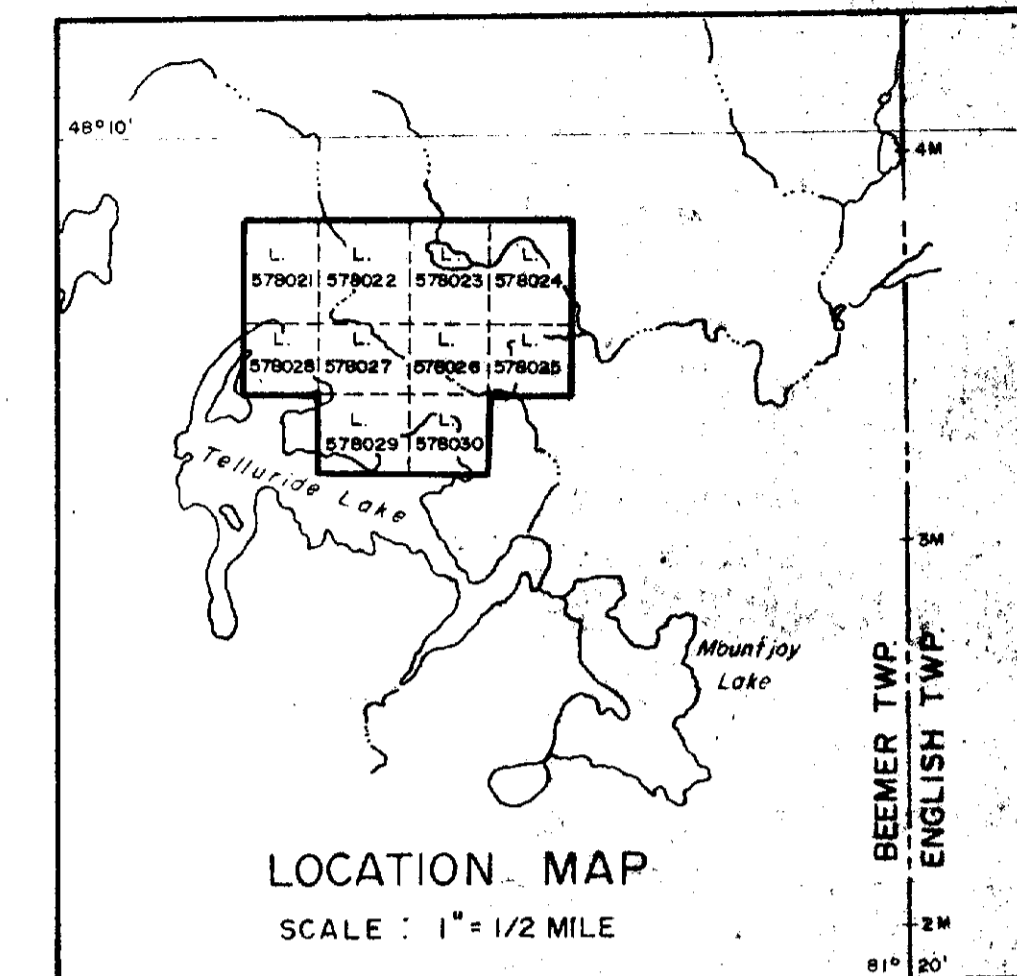 48°10'
4M
L. L. L. L.
578021 578022 578023 578024
L. L. L. L.
578028 578027 578026 578025
L. L.
578029 578030
Telluride Lake
3M
Mountjoy
Lake
BEEMER TWP.
ENGLISH TWP.
LOCATION MAP
SCALE : 1" = 1/2 MILE
2M
81° 20'